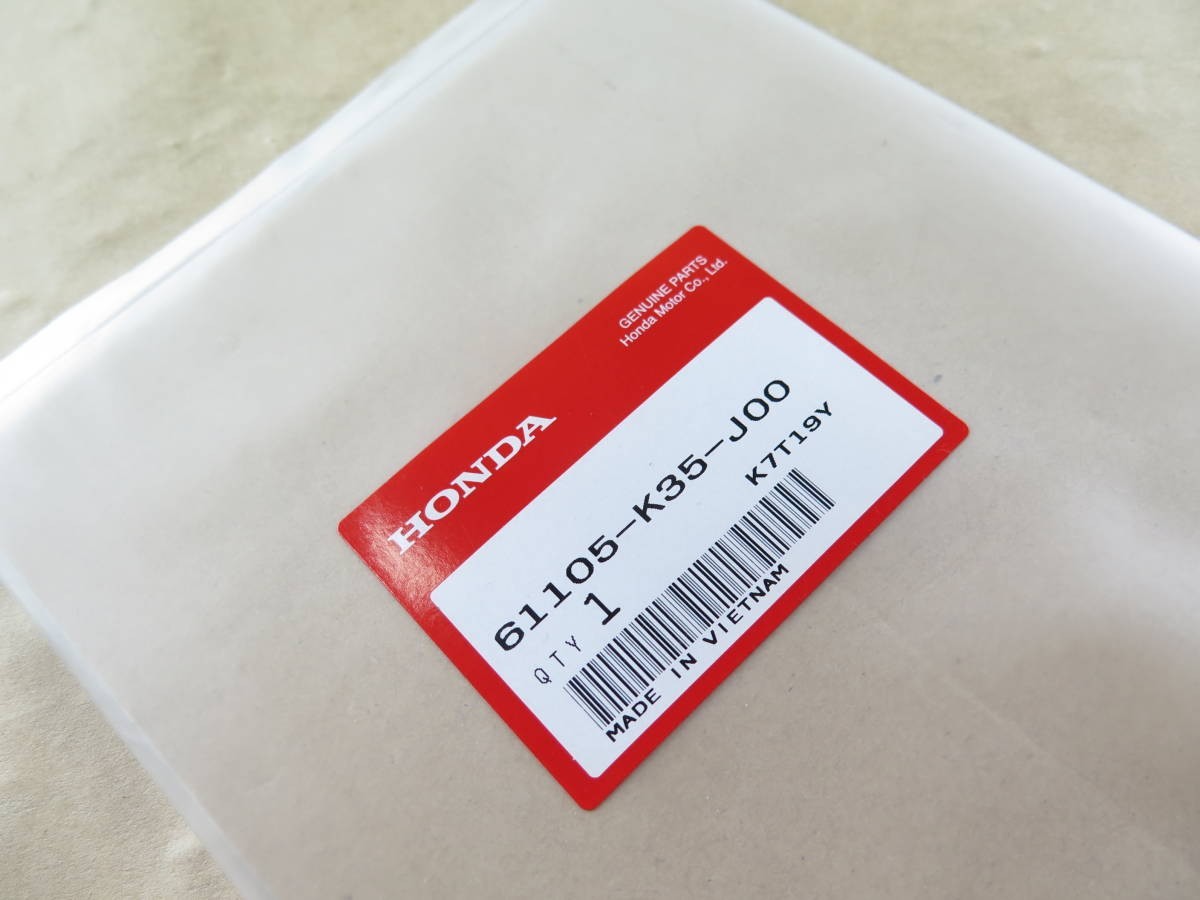 GENUINE PARTS
Honda Motor Co., Ltd.
HONDA
61105-K35-J00
QTY 1 K7T19Y
MADE IN VIETNAM